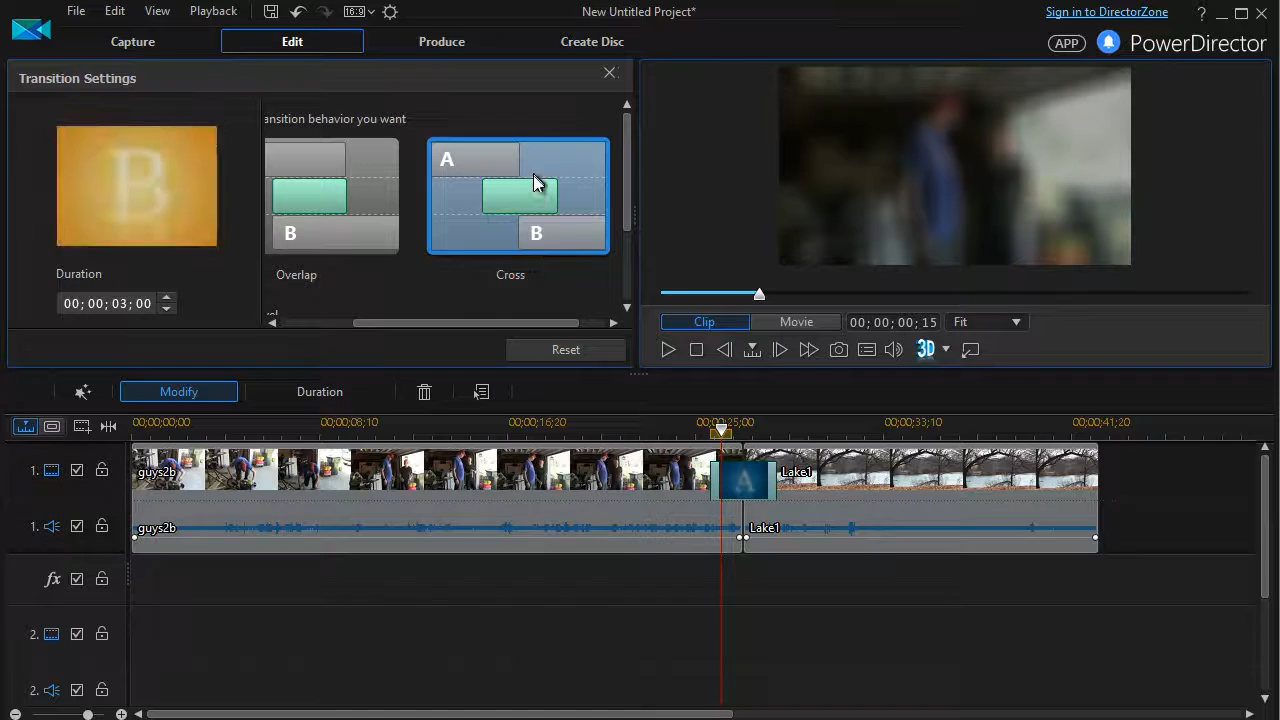 File Edit View Playback 16:9 New Untitled Project* Sign in to DirectorZone ?
Capture Edit Produce Create Disc APP PowerDirector
Transition Settings
ansition behavior you want
A
B
B B
Duration Overlap Cross
00; 00; 03; 00
Reset
Clip Movie 00; 00; 00; 15 Fit
3D
Modify Duration
00;00;00;00 00;00;08;10 00;00;16;20 00;00;25;00 00;00;33;10 00;00;41;20
1. guys2b A Lake1
1. guys2b Lake1
fx
2.
2.